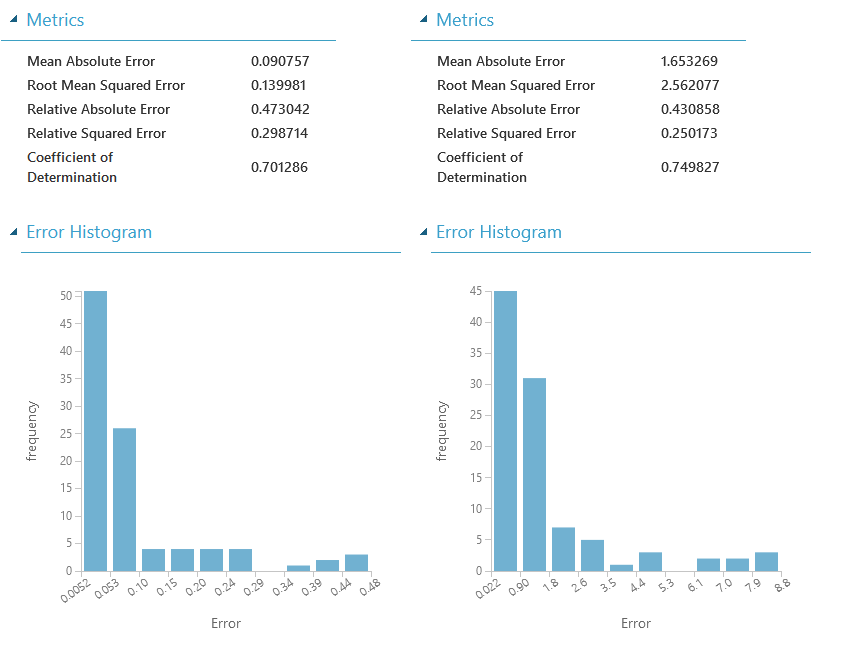 Metrics
Mean Absolute Error 0.090757
Root Mean Squared Error 0.139981
Relative Absolute Error 0.473042
Relative Squared Error 0.298714
Coefficient of
Determination 0.701286
Error Histogram
50
45
40
35
30
25
20
15
10
5
0
frequency
0.0052 0.053 0.10 0.15 0.20 0.24 0.29 0.34 0.39 0.44 0.48
Error
Metrics
Mean Absolute Error 1.653269
Root Mean Squared Error 2.562077
Relative Absolute Error 0.430858
Relative Squared Error 0.250173
Coefficient of
Determination 0.749827
Error Histogram
45
40
35
30
25
20
15
10
5
0
frequency
0.022 0.90 1.8 2.6 3.5 4.4 5.3 6.1 7.0 7.9 8.8
Error